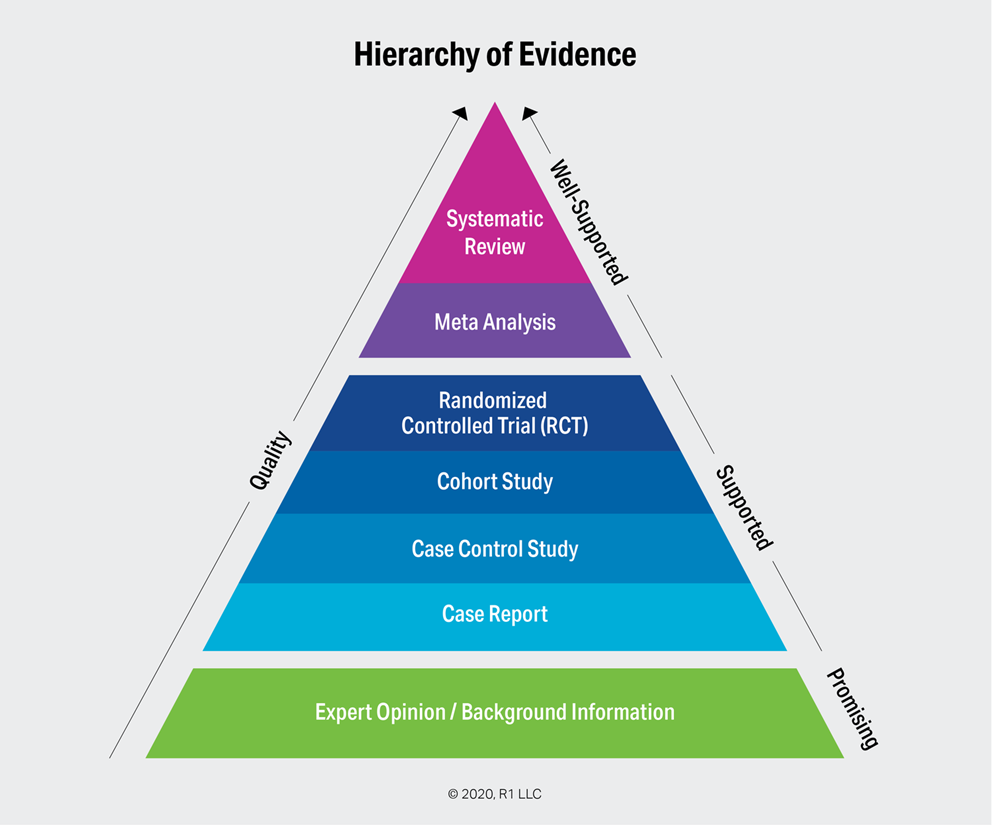 Hierarchy of Evidence
Well-Supported
Systematic
Review
Meta Analysis
Randomized
Controlled Trial (RCT)
Quality
Cohort Study
Supported
Case Control Study
Case Report
Promising
Expert Opinion / Background Information
© 2020, R1 LLC